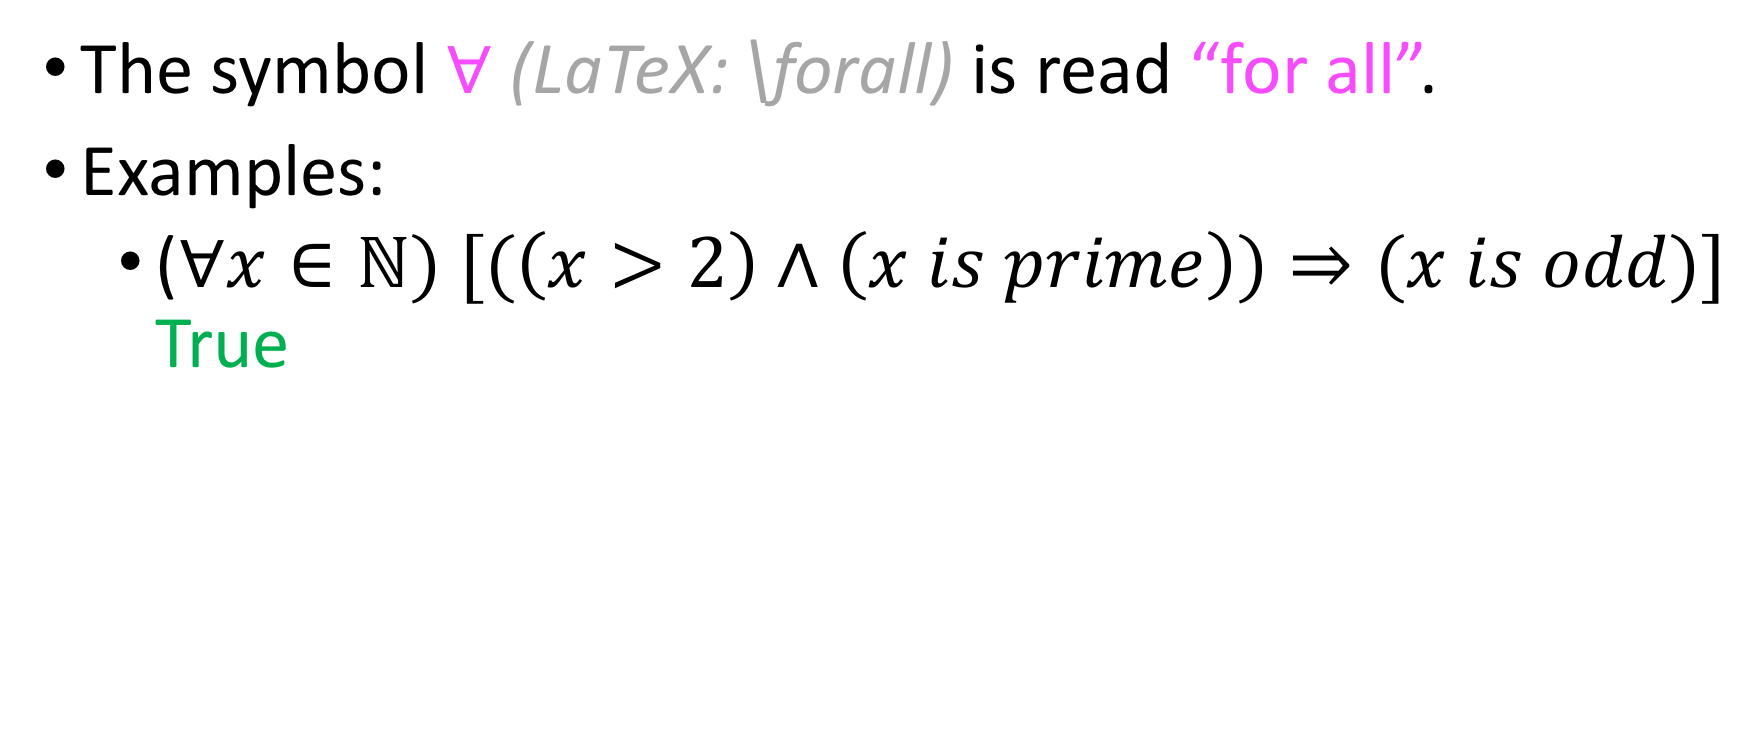 • The symbol ∀ (LaTeX: \forall) is read “for all”.
• Examples:
• (∀𝑥 ∈ ℕ) [((𝑥 > 2) ∧ (𝑥 𝑖𝑠 𝑝𝑟𝑖𝑚𝑒)) ⇒ (𝑥 𝑖𝑠 𝑜𝑑𝑑)]
True